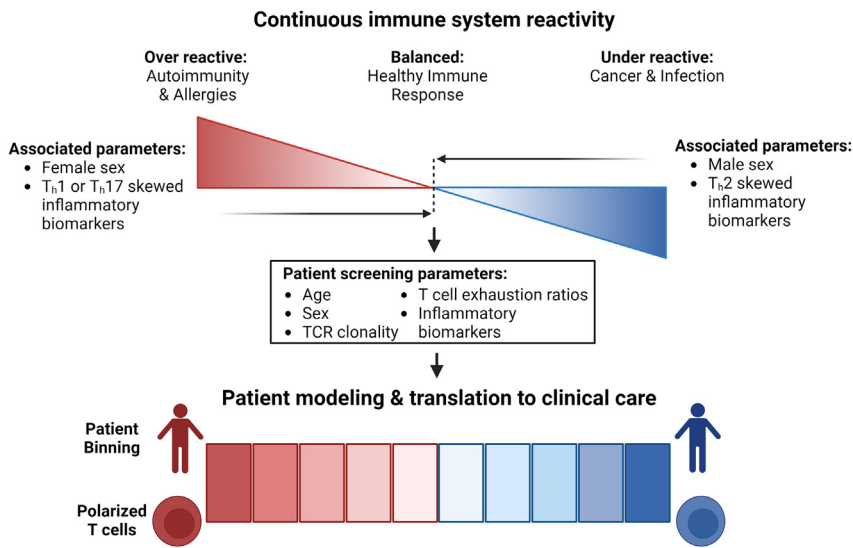 Continuous immune system reactivity
Over reactive:
Autoimmunity
& Allergies
Balanced:
Healthy Immune
Response
Under reactive:
Cancer & Infection
Associated parameters:
• Female sex
• Th1 or Th17 skewed
inflammatory
biomarkers
Associated parameters:
• Male sex
• Th2 skewed
inflammatory
biomarkers
Patient screening parameters:
• Age
• Sex
• TCR clonality
• T cell exhaustion ratios
• Inflammatory
biomarkers
Patient modeling & translation to clinical care
Patient
Binning
Polarized
T cells